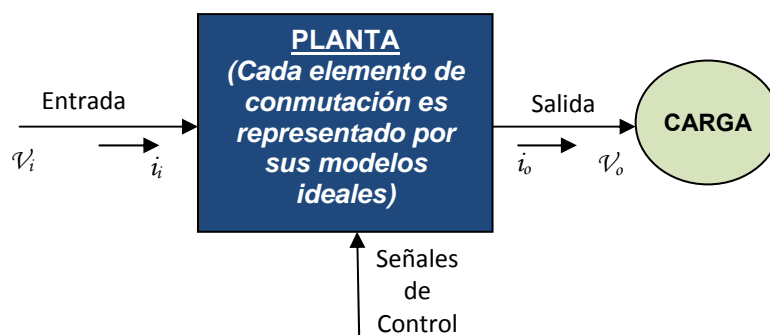 PLANTA
(Cada elemento de
conmutación es
representado por
sus modelos
ideales)
Entrada
𝒱i
ii
Salida
io
𝒱o
CARGA
Señales
de
Control